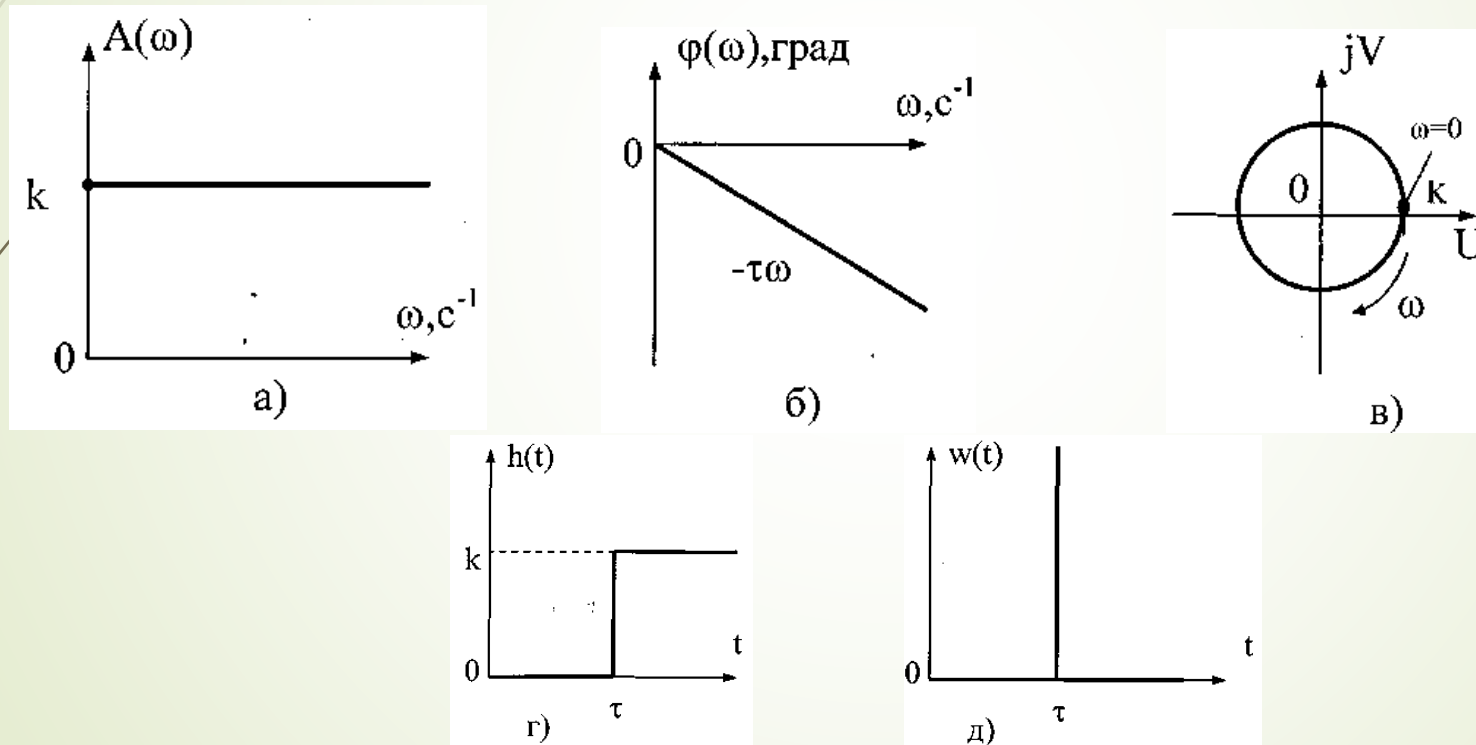 A(ω)
k
ω,c⁻¹
0
а)
φ(ω),град
ω,c⁻¹
0
-τω
б)
jV
ω=0
0
k
U
ω
в)
h(t)
k
t
0
τ
г)
w(t)
t
0
τ
д)